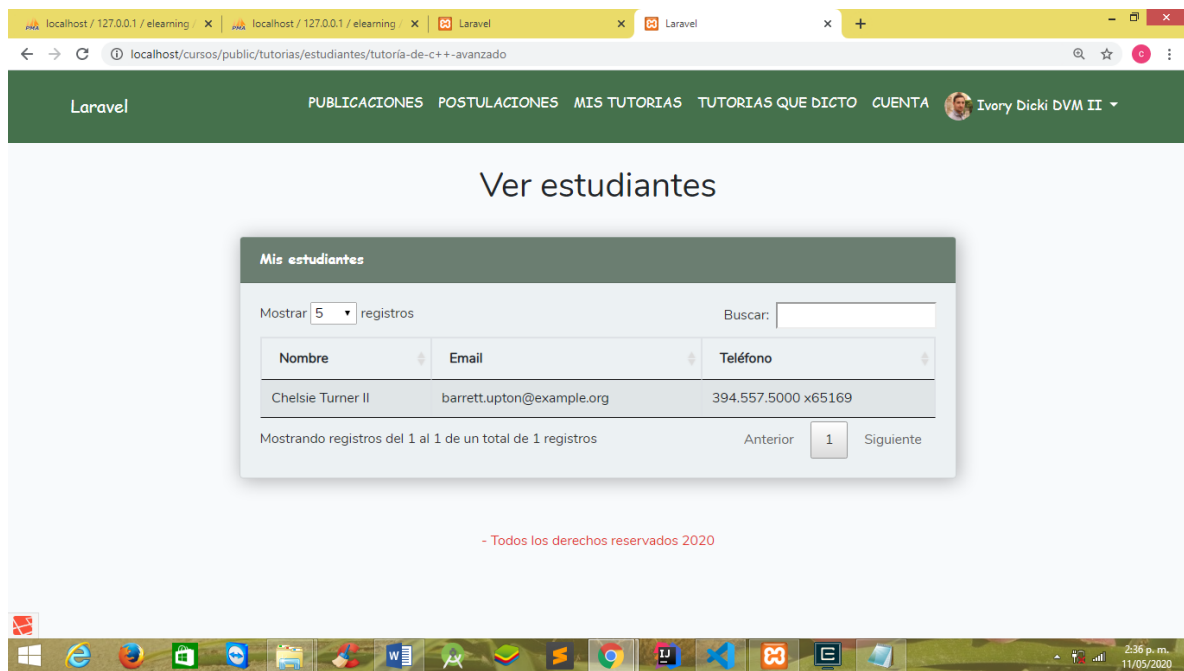 localhost / 127.0.0.1 / elearning / localhost / 127.0.0.1 / elearning / Laravel Laravel
localhost/cursos/public/tutorias/estudiantes/tutoría-de-c++-avanzado
Laravel PUBLICACIONES POSTULACIONES MIS TUTORIAS TUTORIAS QUE DICTO CUENTA Ivory Dicki DVM II
Ver estudiantes
Mis estudiantes
Mostrar 5 registros Buscar:
Nombre Email Teléfono
Chelsie Turner II barrett.upton@example.org 394.557.5000 x65169
Mostrando registros del 1 al 1 de un total de 1 registros Anterior 1 Siguiente
- Todos los derechos reservados 2020
2:36 p. m.
11/05/2020